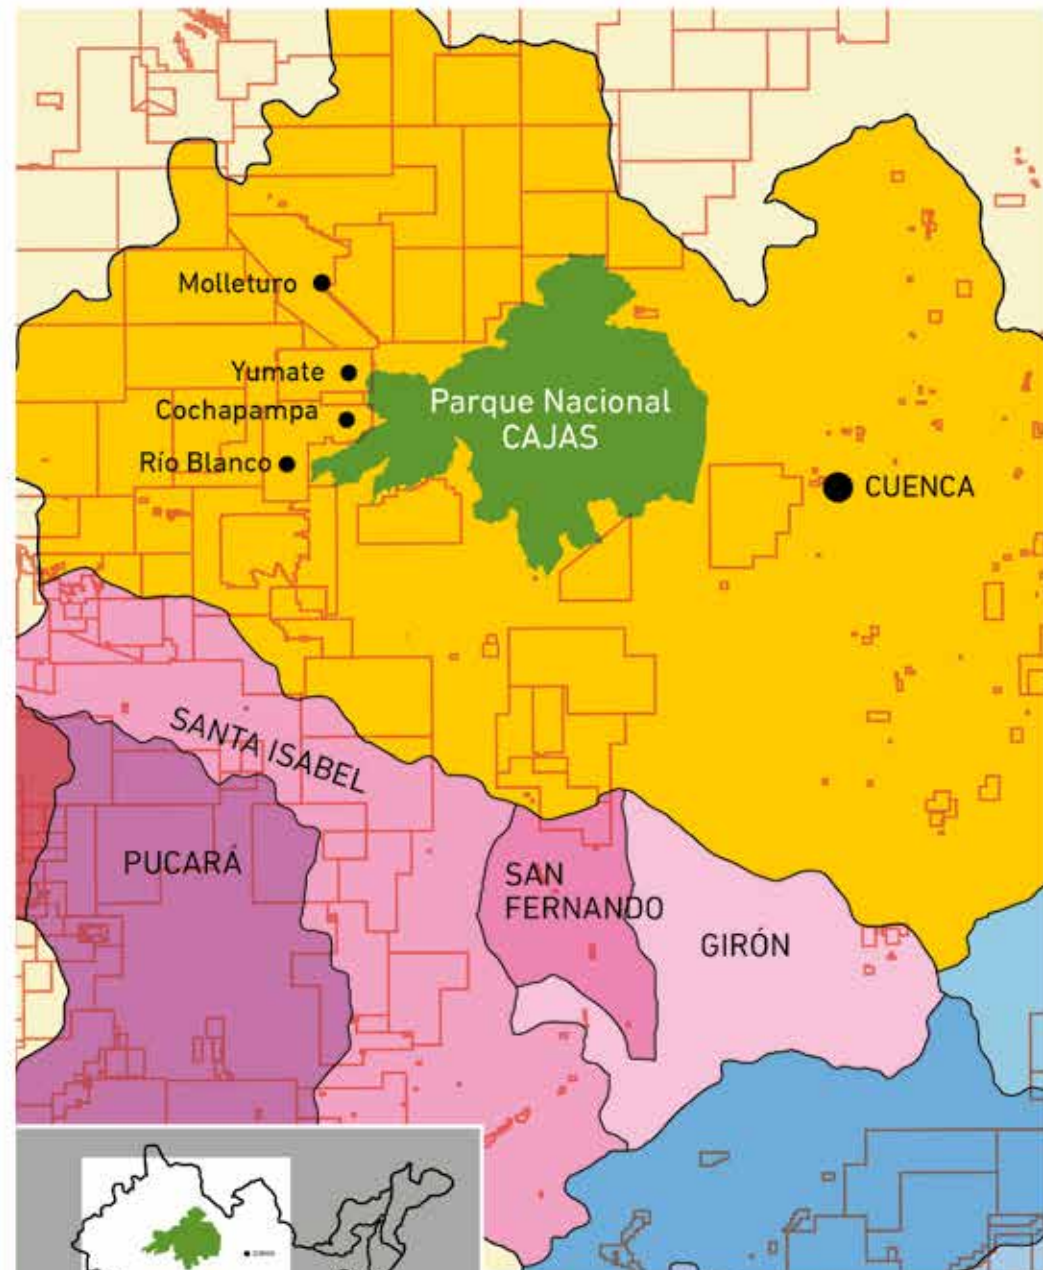 Molleturo
Yumate
Cochapampa
Río Blanco
Parque Nacional
CAJAS
CUENCA
SANTA ISABEL
PUCARÁ
SAN
FERNANDO
GIRÓN